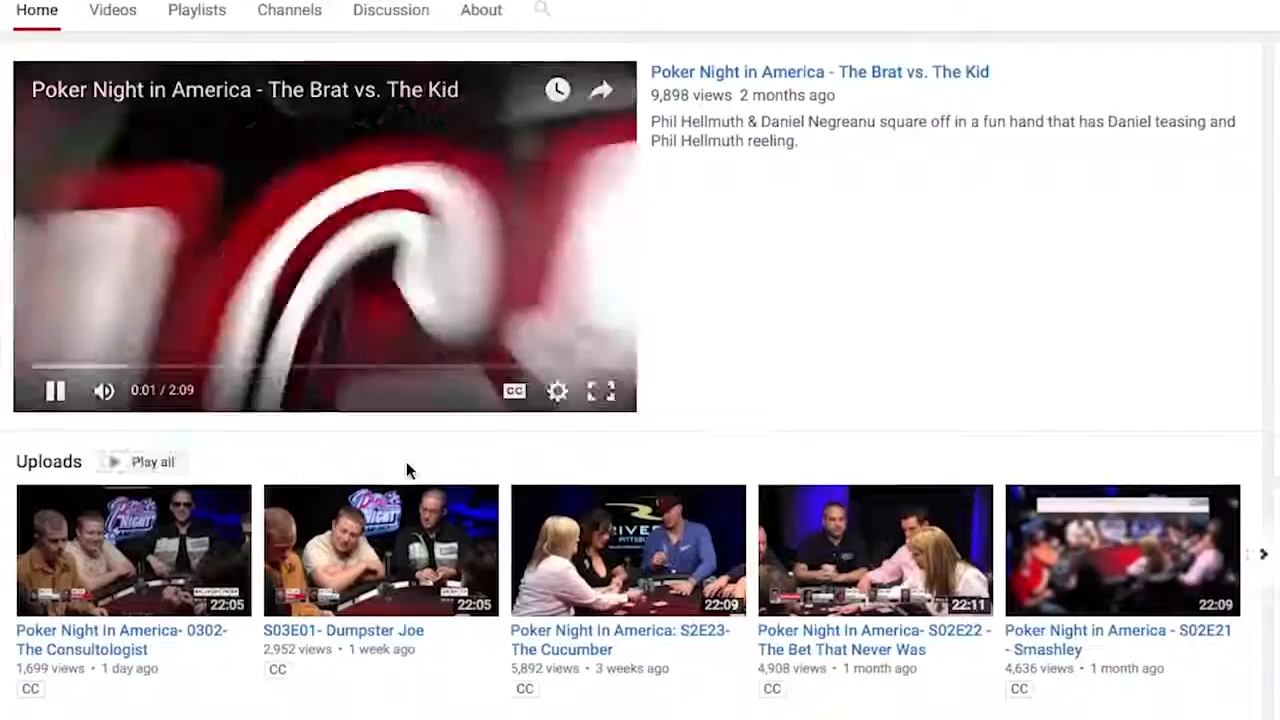 Home Videos Playlists Channels Discussion About
Poker Night in America - The Brat vs. The Kid
0:01 / 2:09
CC
Poker Night in America - The Brat vs. The Kid
9,898 views 2 months ago
Phil Hellmuth & Daniel Negreanu square off in a fun hand that has Daniel teasing and
Phil Hellmuth reeling.
Uploads Play all
NIGHT
22:05
Poker Night In America- 0302-
The Consultologist
1,699 views • 1 day ago
CC
NIGHT
22:05
S03E01- Dumpster Joe
2,952 views • 1 week ago
CC
22:09
Poker Night In America: S2E23-
The Cucumber
5,892 views • 3 weeks ago
CC
22:11
Poker Night In America- S02E22 -
The Bet That Never Was
4,908 views • 1 month ago
CC
22:09
Poker Night in America - S02E21
- Smashley
4,636 views • 1 month ago
CC